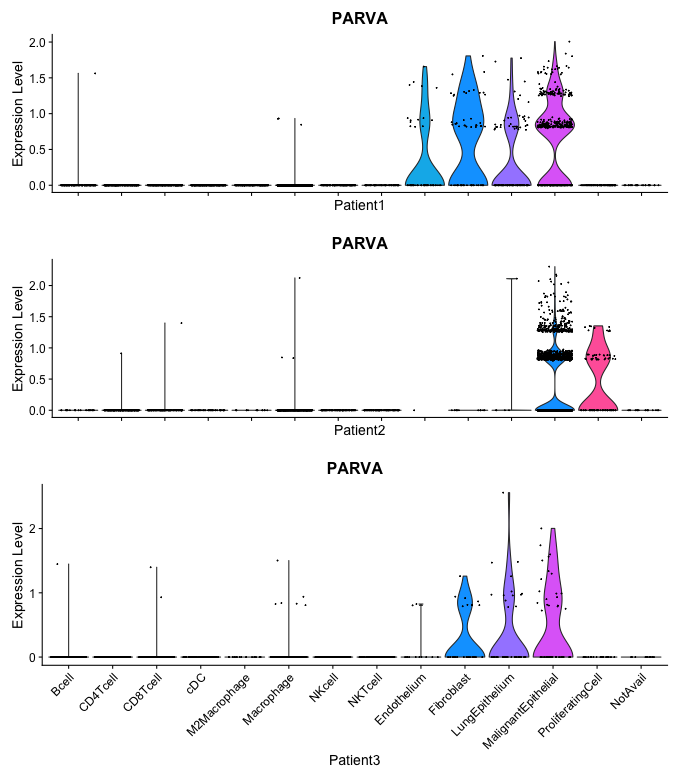 PARVA
Expression Level
2.0
1.5
1.0
0.5
0.0
Patient1
PARVA
Expression Level
2.0
1.5
1.0
0.5
0.0
Patient2
PARVA
Expression Level
2
1
0
Bcell
CD4Tcell
CD8Tcell
cDC
M2Macrophage
Macrophage
NKcell
NKTcell
Endothelium
Fibroblast
LungEpithelium
MalignantEpithelial
ProliferatingCell
NotAvail
Patient3